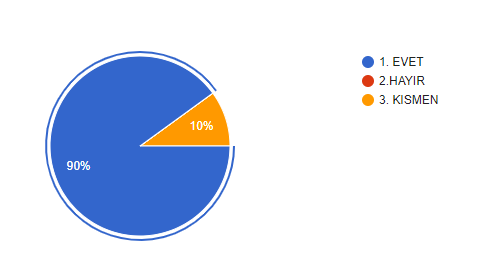 1. EVET
2.HAYIR
3. KISMEN
10%
90%